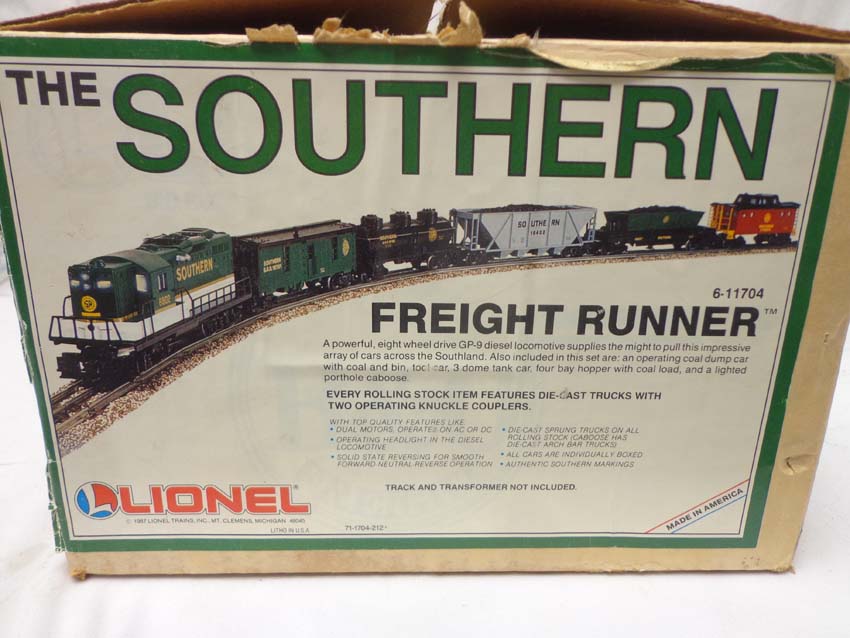 THE SOUTHERN
SOUTHERN
SOUTHERN
SOUTHERN
SOUTHERN
16402
6-11704
FREIGHT RUNNER™
A powerful, eight wheel drive GP-9 diesel locomotive supplies the might to pull this impressive
array of cars across the Southland. Also included in this set are: an operating coal dump car
with coal and bin, tool car, 3 dome tank car, four bay hopper with coal load, and a lighted
porthole caboose.
EVERY ROLLING STOCK ITEM FEATURES DIE-CAST TRUCKS WITH
TWO OPERATING KNUCKLE COUPLERS.
WITH TOP QUALITY FEATURES LIKE:
• DUAL MOTORS, OPERATES ON AC OR DC
• OPERATING HEADLIGHT IN THE DIESEL
LOCOMOTIVE
• SOLID STATE REVERSING FOR SMOOTH
FORWARD-NEUTRAL-REVERSE OPERATION
• DIE-CAST SPRUNG TRUCKS ON ALL
ROLLING STOCK (CABOOSE HAS
DIE-CAST ARCH BAR TRUCKS)
• ALL CARS ARE INDIVIDUALLY BOXED
• AUTHENTIC SOUTHERN MARKINGS
TRACK AND TRANSFORMER NOT INCLUDED.
L LIONEL®
© 1987 LIONEL TRAINS, INC. MT. CLEMENS, MICHIGAN 48045
LITHO IN U.S.A.
71-1704-212
MADE IN AMERICA